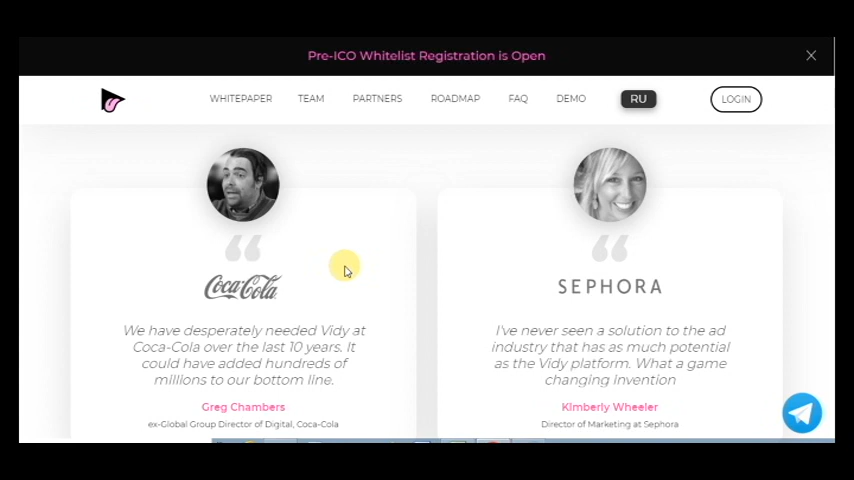 Pre-ICO Whitelist Registration is Open
WHITEPAPER TEAM PARTNERS ROADMAP FAQ DEMO RU LOGIN
Coca-Cola
We have desperately needed Vidy at
Coca-Cola over the last 10 years. It
could have added hundreds of
millions to our bottom line.
Greg Chambers
ex-Global Group Director of Digital, Coca-Cola
SEPHORA
I've never seen a solution to the ad
industry that has as much potential
as the Vidy platform. What a game
changing invention
Kimberly Wheeler
Director of Marketing at Sephora